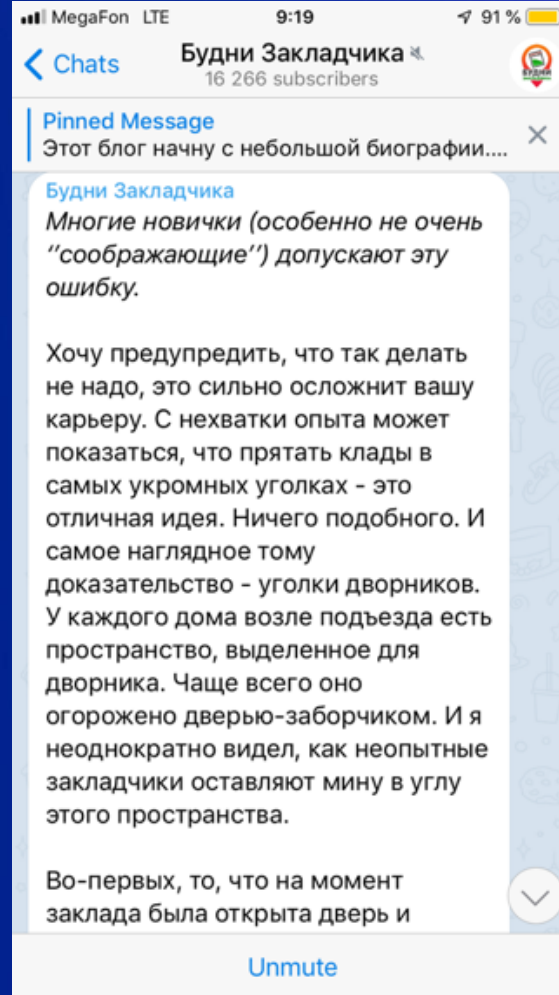 MegaFon LTE 9:19 91 %
Chats
Будни Закладчика
16 266 subscribers
Pinned Message
Этот блог начну с небольшой биографии....
Будни Закладчика
Многие новички (особенно не очень
‘‘соображающие’’) допускают эту
ошибку.
Хочу предупредить, что так делать
не надо, это сильно осложнит вашу
карьеру. С нехватки опыта может
показаться, что прятать клады в
самых укромных уголках - это
отличная идея. Ничего подобного. И
самое наглядное тому
доказательство - уголки дворников.
У каждого дома возле подъезда есть
пространство, выделенное для
дворника. Чаще всего оно
огорожено дверью-заборчиком. И я
неоднократно видел, как неопытные
закладчики оставляют мину в углу
этого пространства.
Во-первых, то, что на момент
заклада была открыта дверь и
Unmute